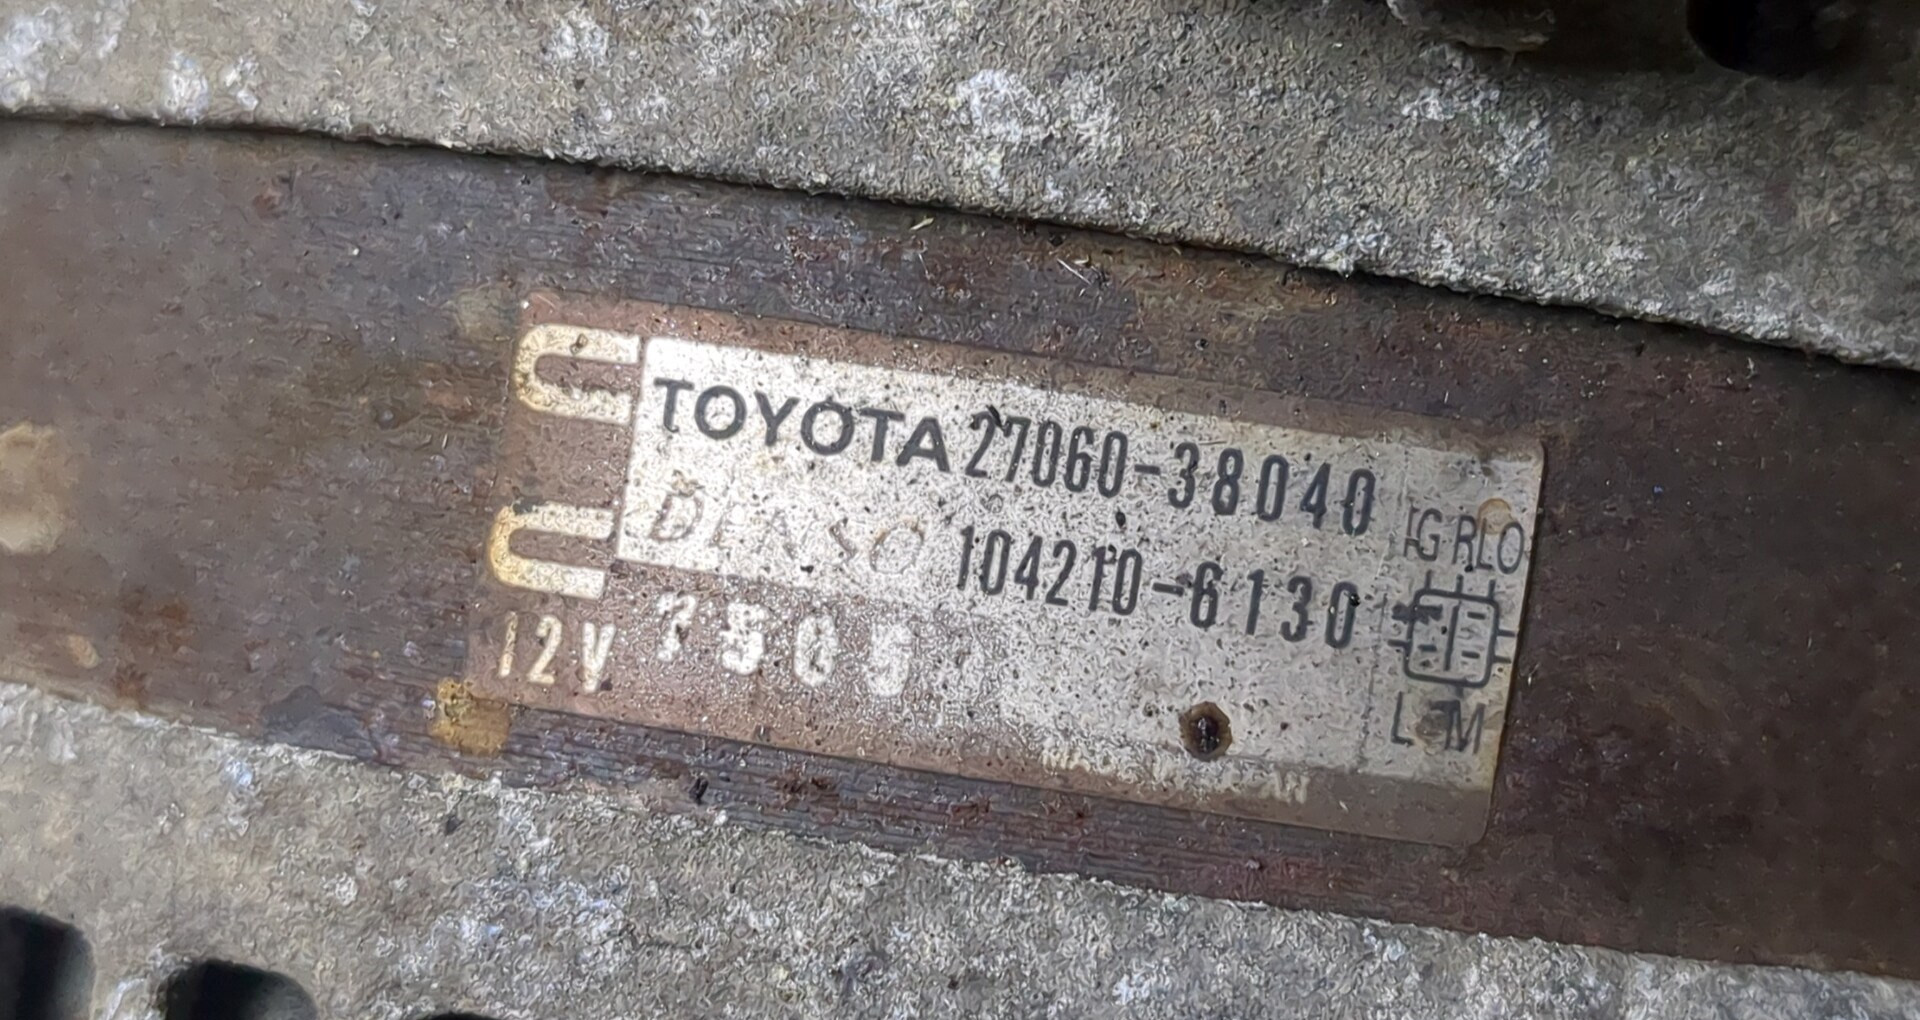 TOYOTA 27060-38040
DENSO 104210-6130
IG RLO
12V
L M